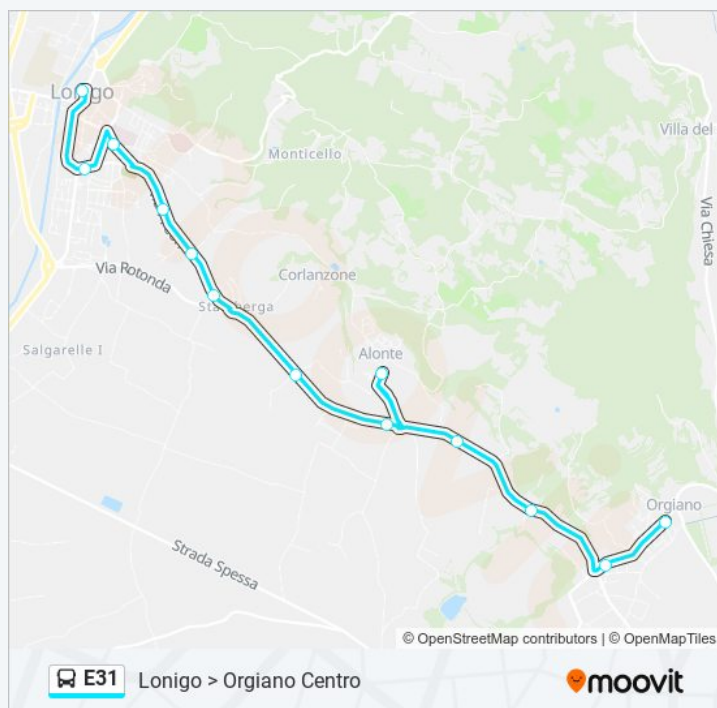 Lonigo
Villa del
Monticello
Via Chiesa
Via Rotonda
Corlanzone
Salgarelle I
Alonte
Orgiano
Strada Spessa
© OpenStreetMap contributors | © OpenMapTiles
E31 Lonigo > Orgiano Centro
moovit